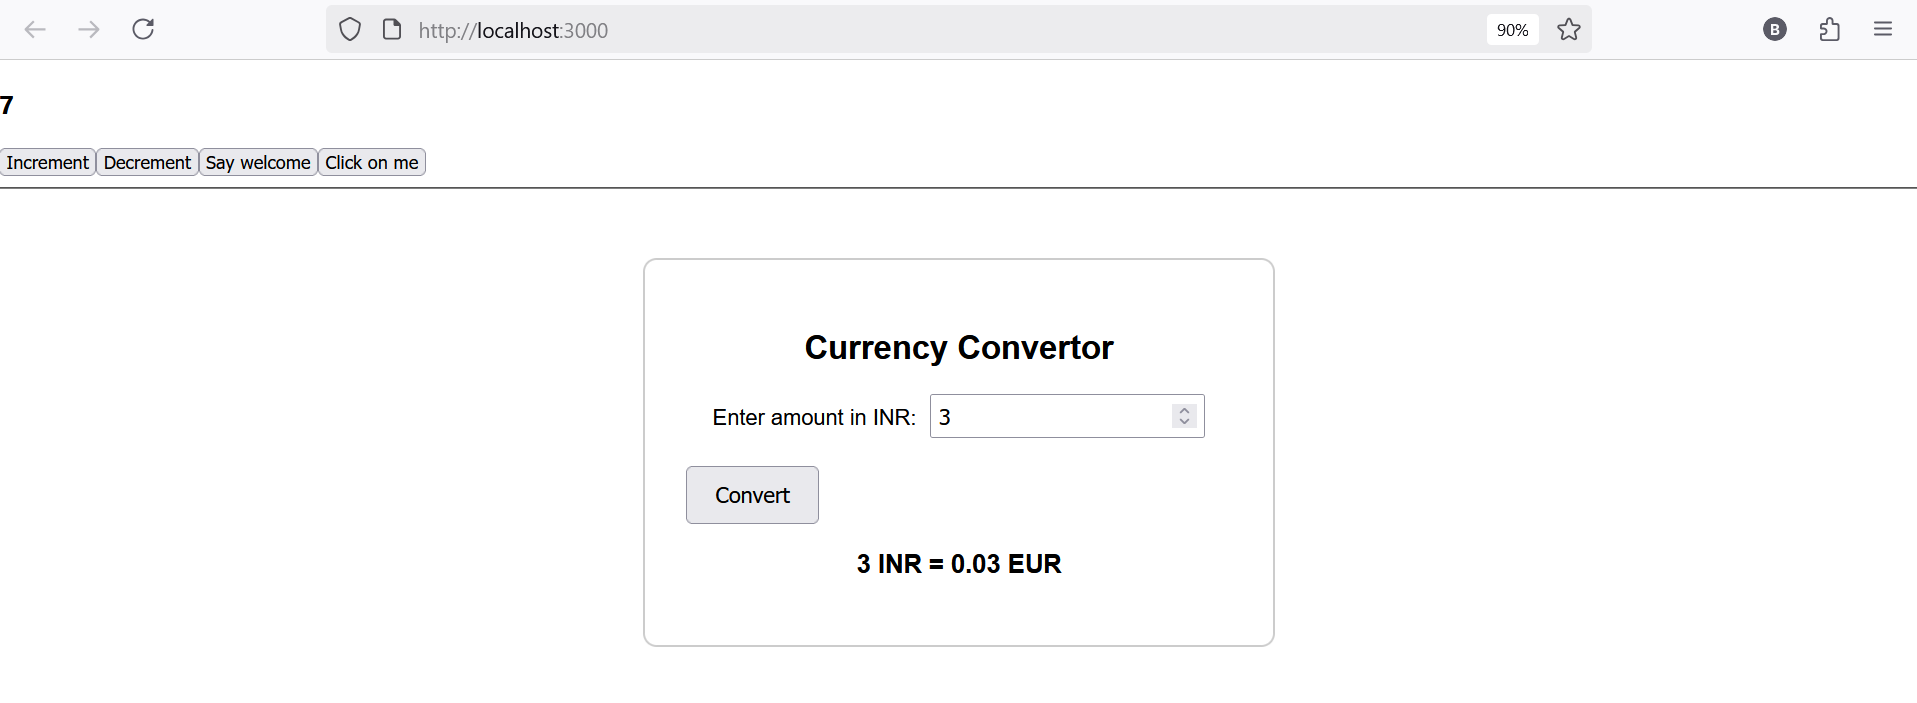 http://localhost:3000 90% B
7
Increment Decrement Say welcome Click on me
Currency Convertor
Enter amount in INR: 3
Convert
3 INR = 0.03 EUR